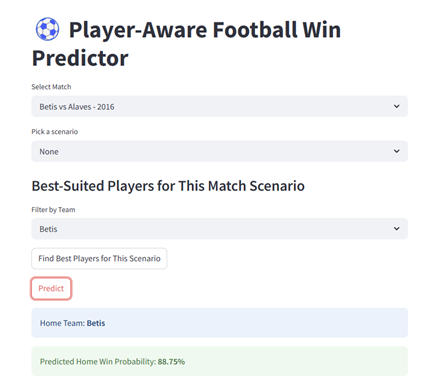 Player-Aware Football Win
Predictor
Select Match
Betis vs Alaves - 2016
Pick a scenario
None
Best-Suited Players for This Match Scenario
Filter by Team
Betis
Find Best Players for This Scenario
Predict
Home Team: Betis
Predicted Home Win Probability: 88.75%